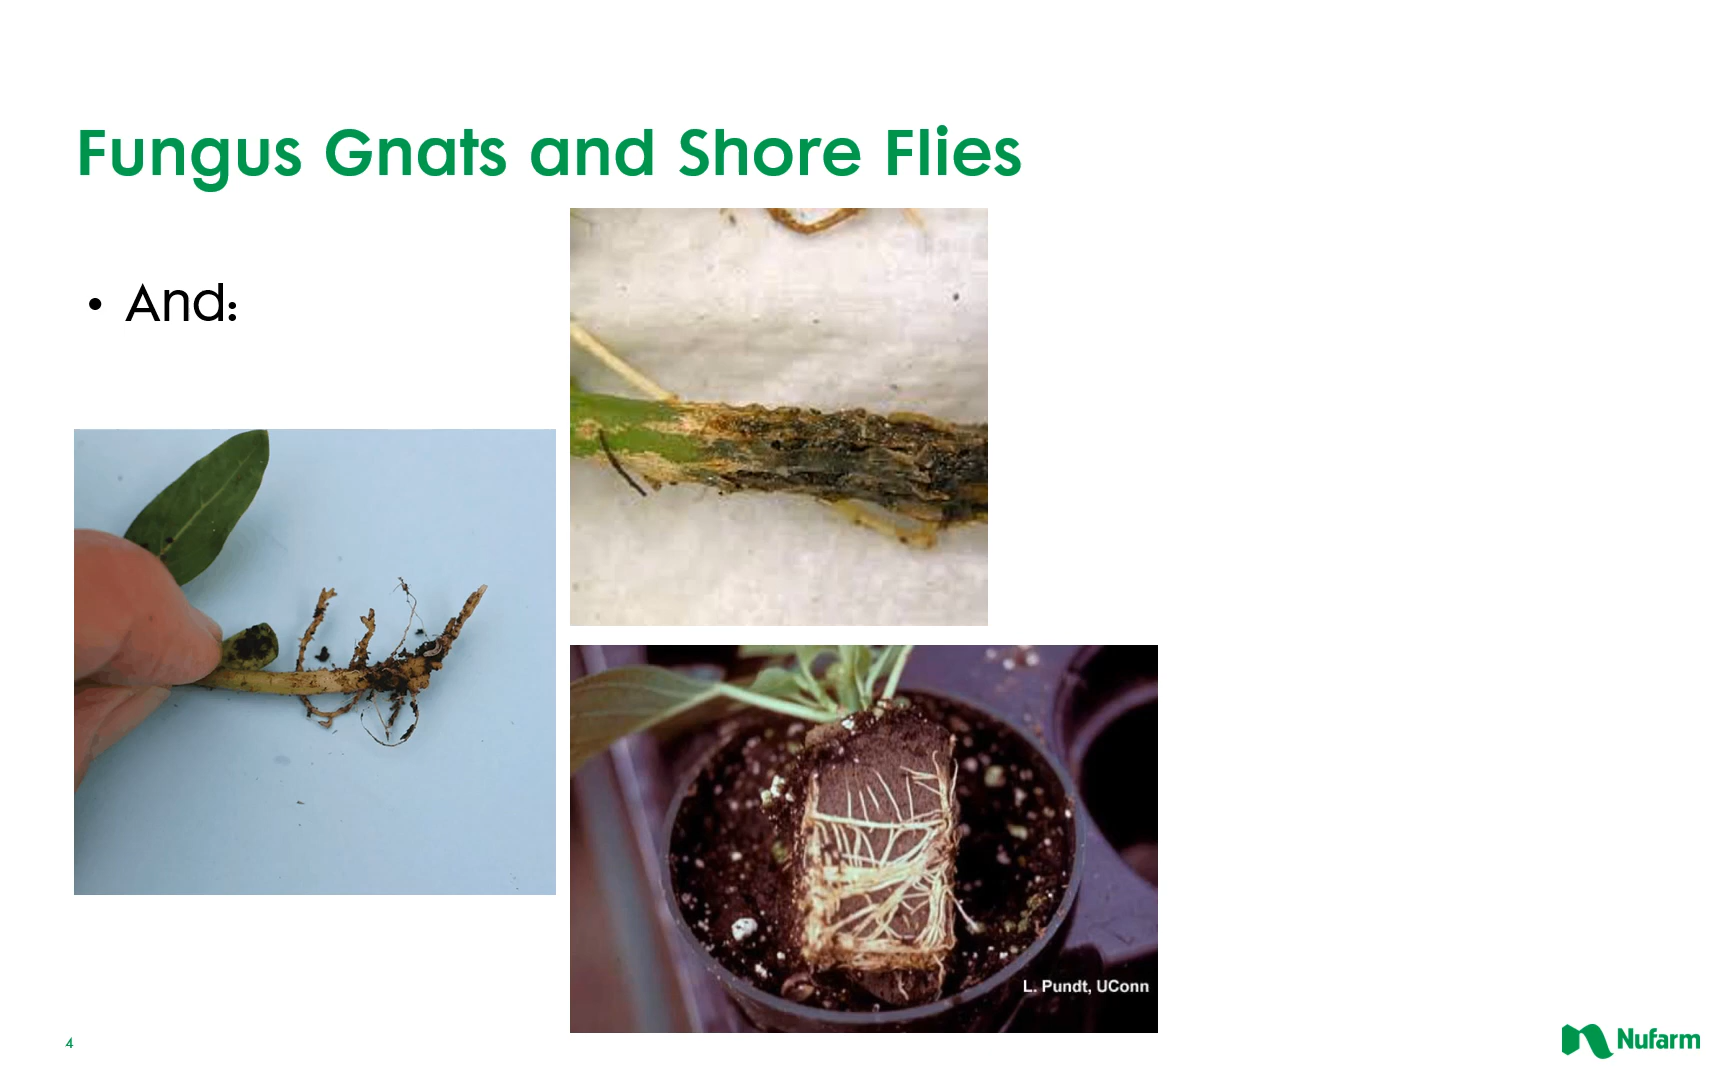 Fungus Gnats and Shore Flies
• And:
L. Pundt, UConn
4
Nufarm